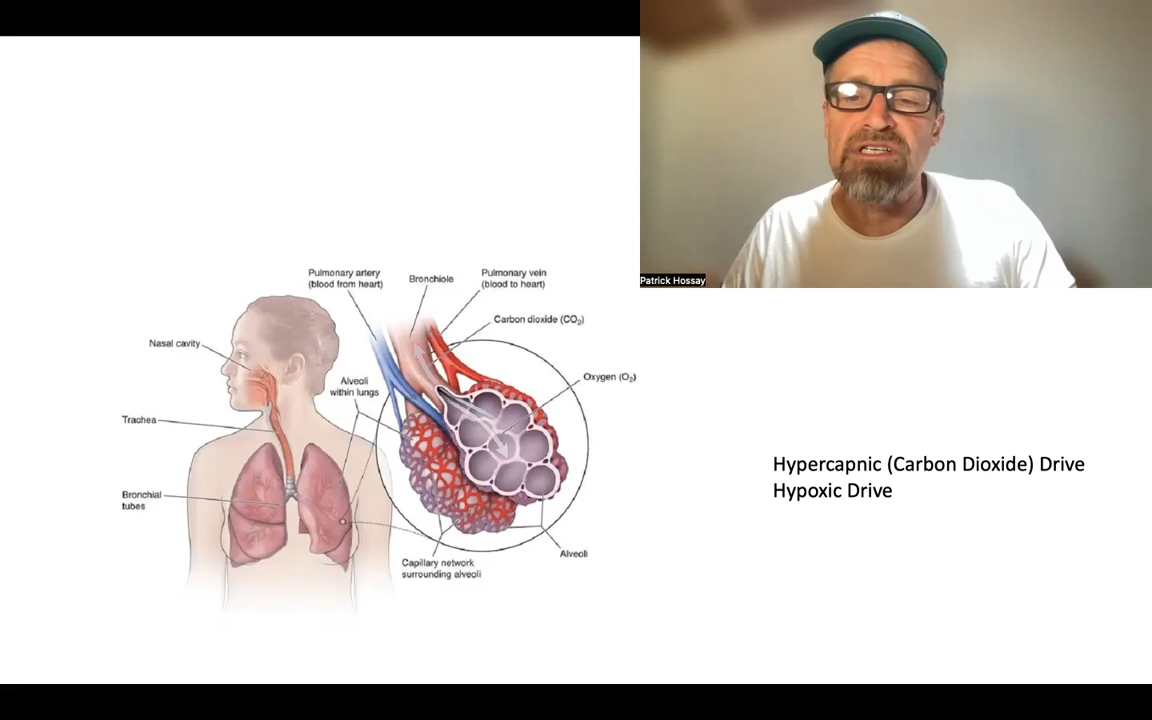 Patrick Hossay
Pulmonary artery
(blood from heart)
Bronchiole
Pulmonary vein
(blood to heart)
Carbon dioxide (CO₂)
Nasal cavity
Alveoli
within lungs
Oxygen (O₂)
Trachea
Bronchial
tubes
Capillary network
surrounding alveoli
Alveoli
Hypercapnic (Carbon Dioxide) Drive
Hypoxic Drive